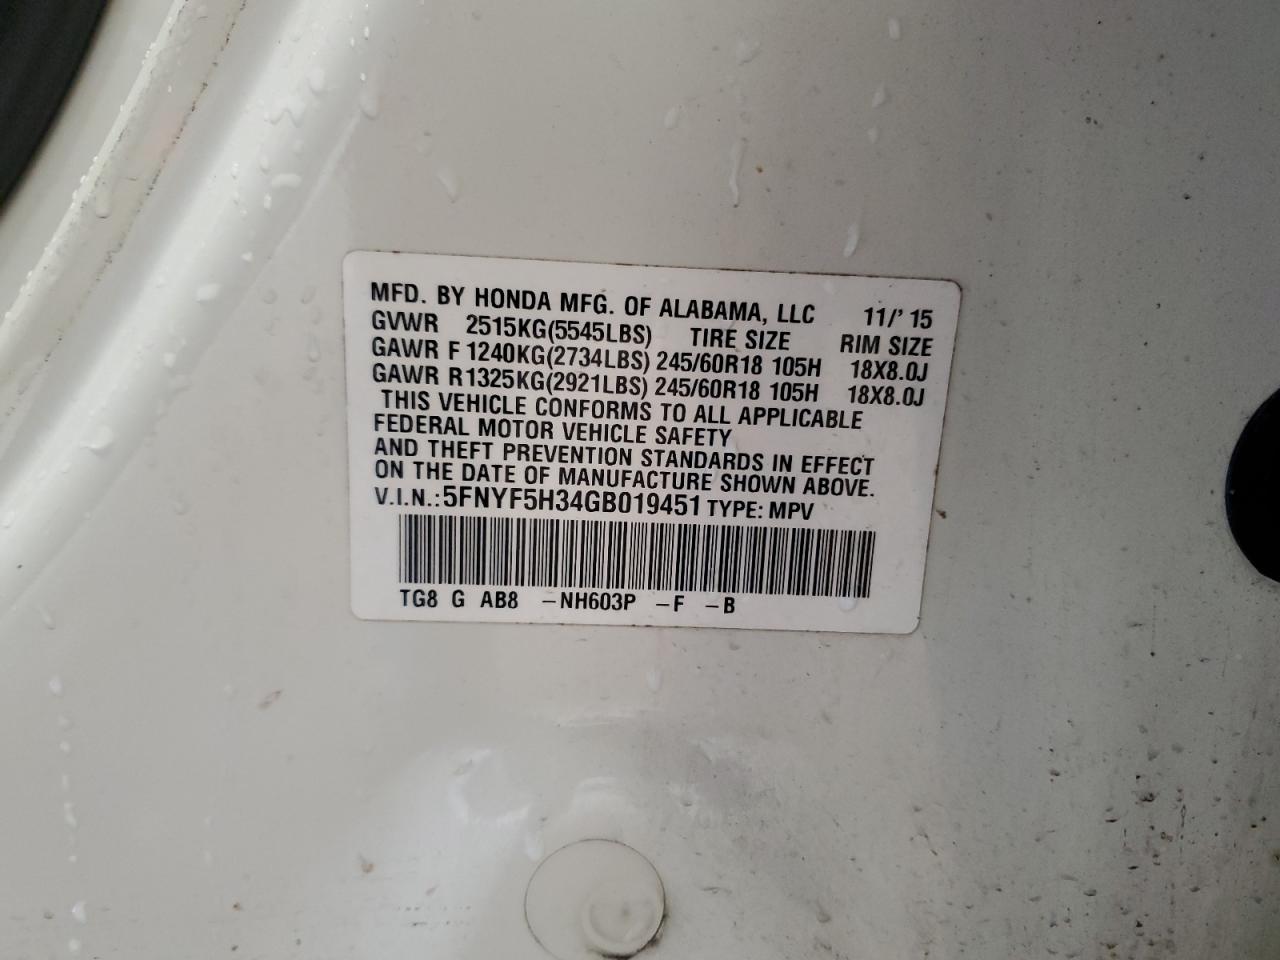 MFD. BY HONDA MFG. OF ALABAMA, LLC 11/' 15
GVWR 2515KG(5545LBS) TIRE SIZE RIM SIZE
GAWR F 1240KG(2734LBS) 245/60R18 105H 18X8.0J
GAWR R1325KG(2921LBS) 245/60R18 105H 18X8.0J
THIS VEHICLE CONFORMS TO ALL APPLICABLE
FEDERAL MOTOR VEHICLE SAFETY
AND THEFT PREVENTION STANDARDS IN EFFECT
ON THE DATE OF MANUFACTURE SHOWN ABOVE.
V.I.N.:5FNYF5H34GB019451 TYPE: MPV
TG8 G AB8 –NH603P –F –B